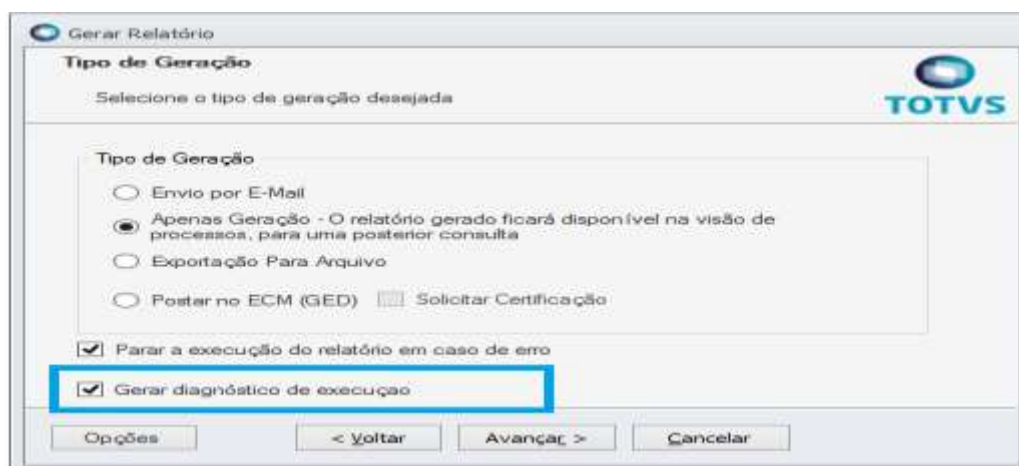 Gerar Relatório
Tipo de Geração
Selecione o tipo de geração desejada
TOTVS
Tipo de Geração
Envio por E-Mail
Apenas Geração - O relatório gerado ficará disponível na visão de
processos, para uma posterior consulta
Exportação Para Arquivo
Postar no ECM (GED) Solicitar Certificação
Parar a execução do relatório em caso de erro
Gerar diagnóstico de execuçao
Opções < Voltar Avançar > Cancelar